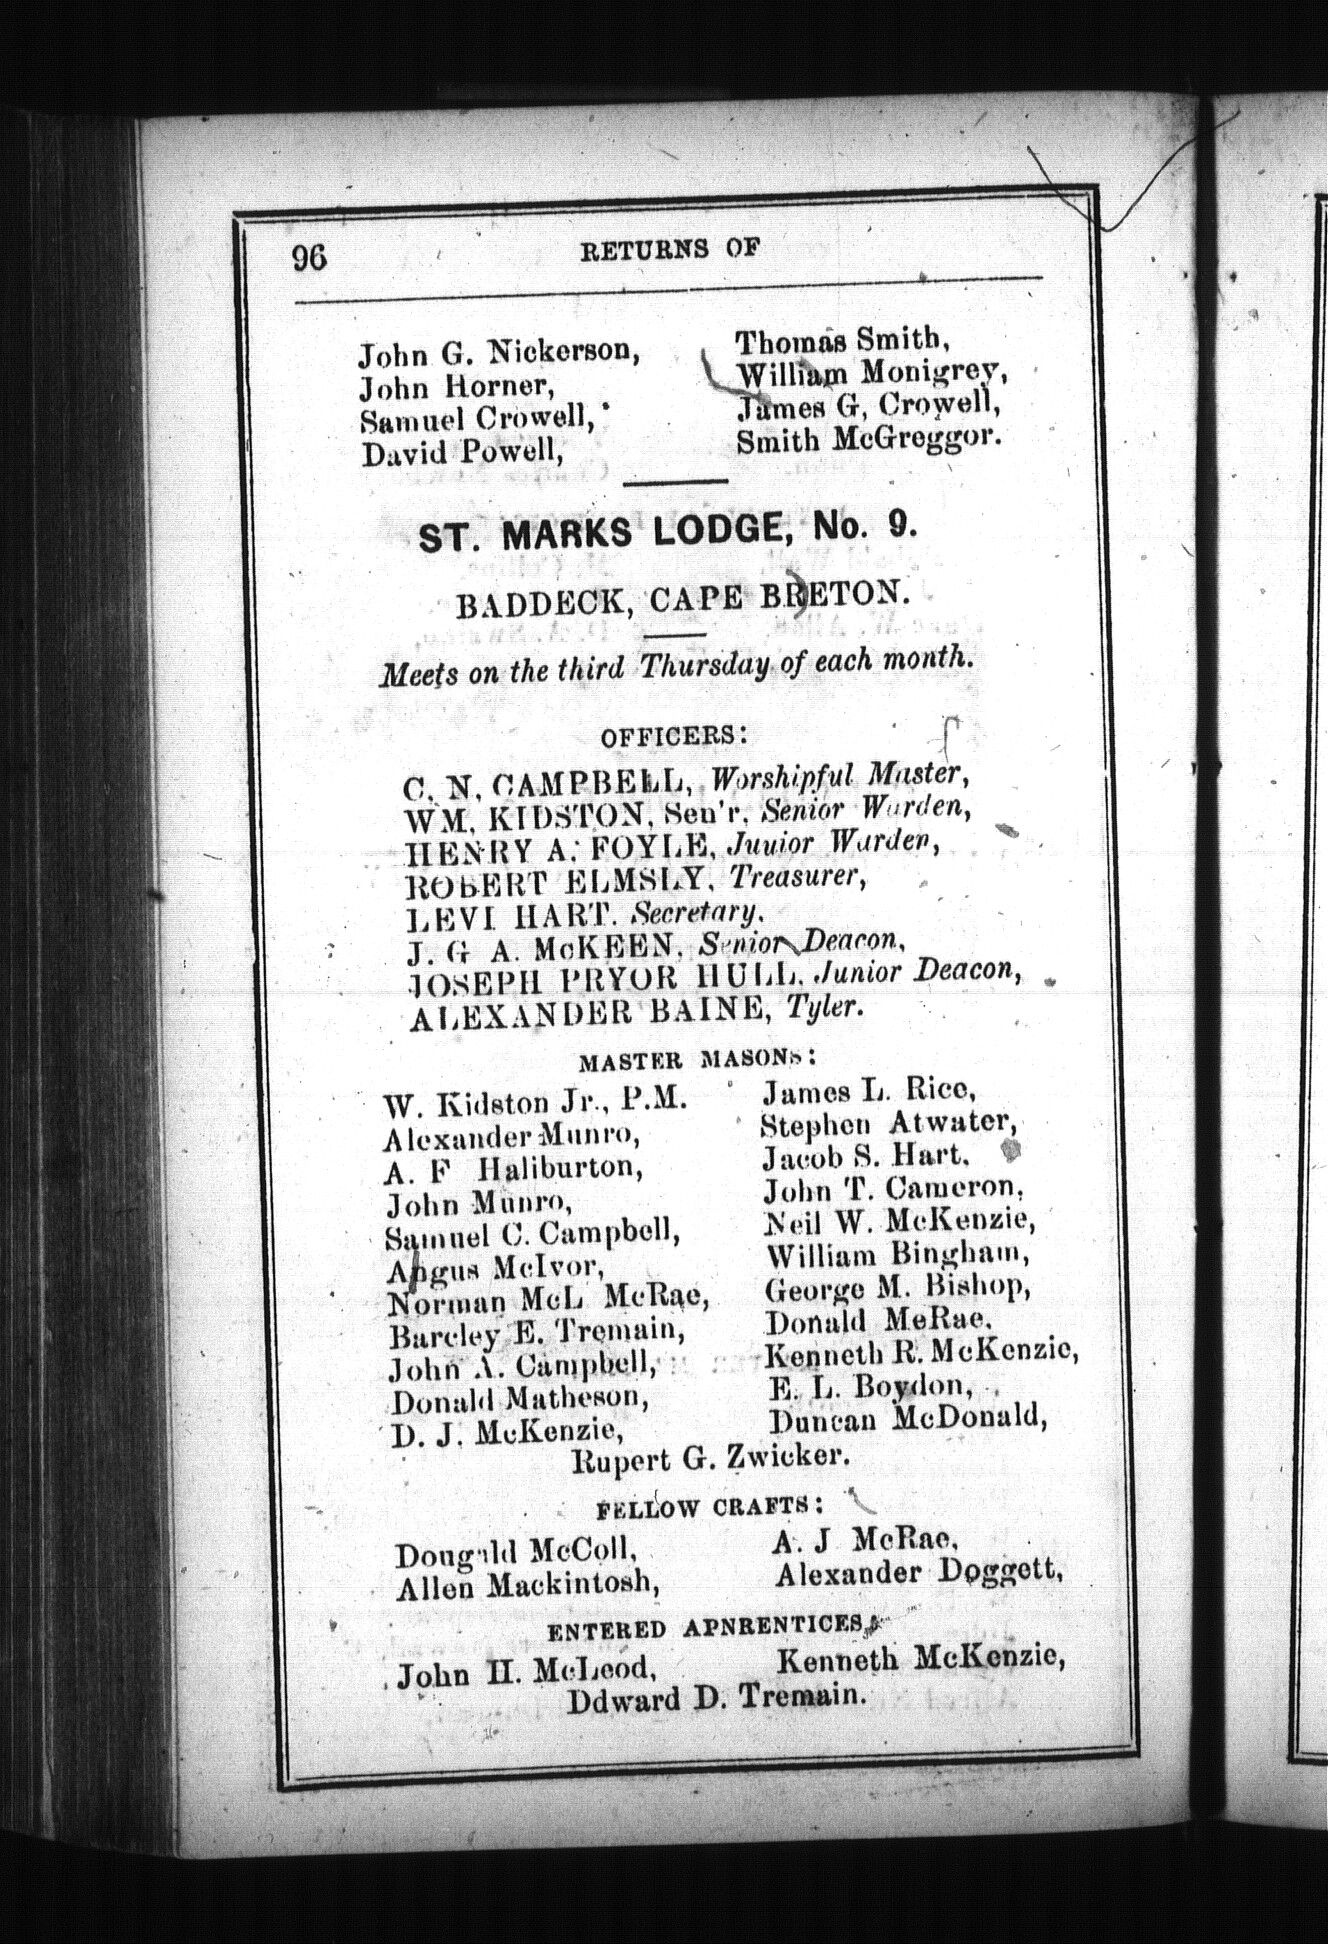 96 RETURNS OF
John G. Nickerson, Thomas Smith,
John Horner, William Monigrey,
Samuel Crowell, James G, Crowell,
David Powell, Smith McGreggor.
ST. MARKS LODGE, No. 9.
BADDECK, CAPE BRETON.
Meets on the third Thursday of each month.
OFFICERS:
C. N. CAMPBELL, Worshipful Master,
WM. KIDSTON, Sen'r, Senior Warden,
HENRY A. FOYLE, Juuior Warden,
ROBERT ELMSLY, Treasurer,
LEVI HART. Secretary.
J. G A. McKEEN, Senior Deacon,
JOSEPH PRYOR HULL, Junior Deacon,
ALEXANDER BAINE, Tyler.
MASTER MASONS:
W. Kidston Jr., P.M. James L. Rice,
Alexander Munro, Stephen Atwater,
A. F Haliburton, Jacob S. Hart,
John Munro, John T. Cameron,
Samuel C. Campbell, Neil W. McKenzie,
Angus McIvor, William Bingham,
Norman McL McRae, George M. Bishop,
Barcley E. Tremain, Donald McRae,
John A. Campbell, Kenneth R. McKenzie,
Donald Matheson, E. L. Boydon,
D. J. McKenzie, Duncan McDonald,
Rupert G. Zwicker.
FELLOW CRAFTS:
Dougald McColl, A. J McRae,
Allen Mackintosh, Alexander Doggett,
ENTERED APNRENTICES
John H. McLeod, Kenneth McKenzie,
Ddward D. Tremain.